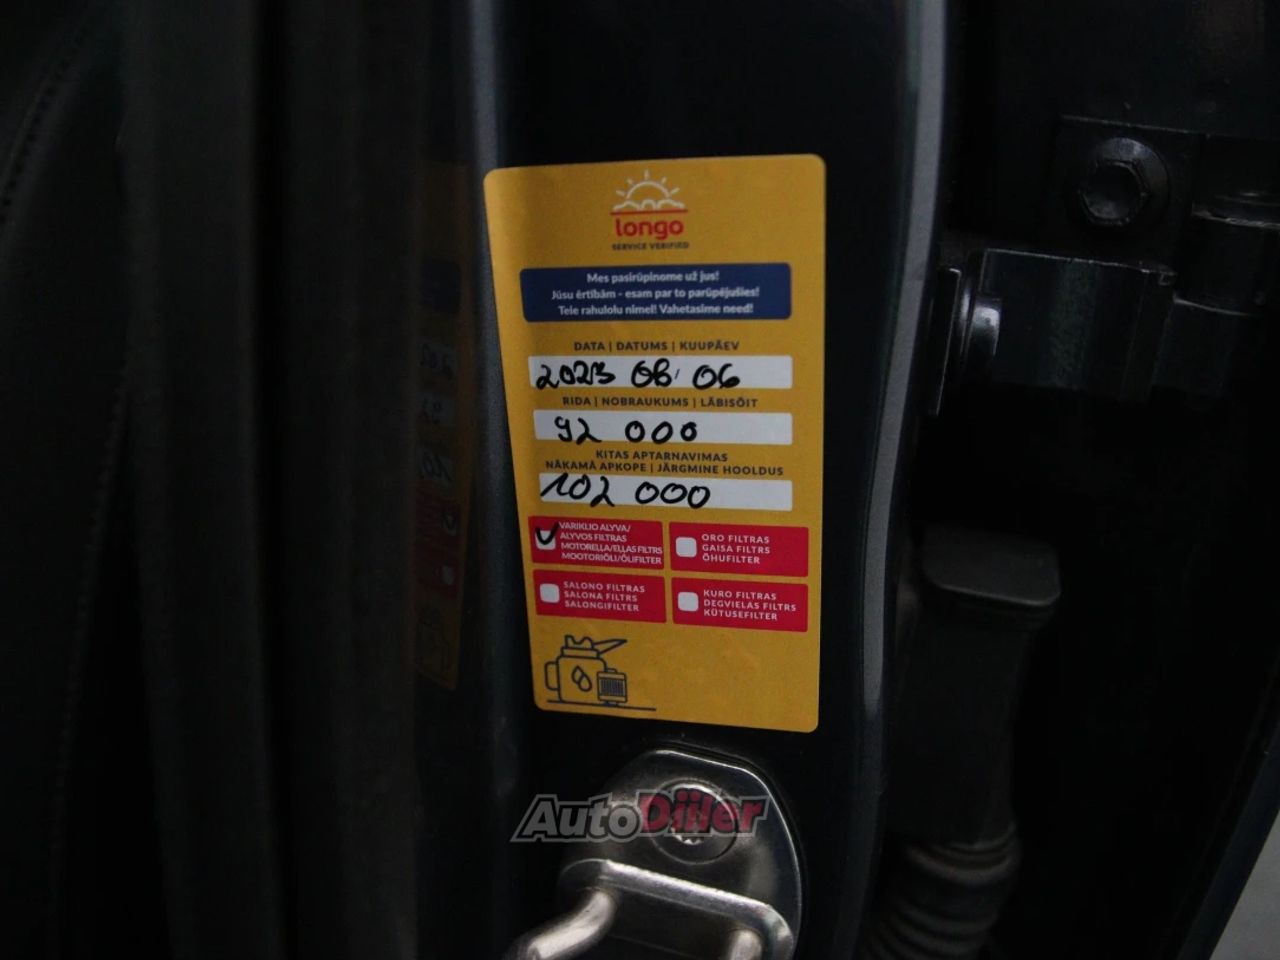 longo
SERVICE VERIFIED
Mes pasirūpinome už jus!
Jūsu ērtībām - esam par to parūpējušies!
Teie rahulolu nimel! Vahetasime need!
DATA | DATUMS | KUUPÄEV
2023 06 06
RIDA | NOBRAUKUMS | LÄBISÕIT
92 000
KITAS APTARNAVIMAS
NĀKAMĀ APKOPE | JÄRGMINE HOOLDUS
102 000
VARIKLIO ALYVA/
ALYVOS FILTRAS
MOTOREĻĻA/EĻĻAS FILTRS
MOOTORIÕLI/ÕLIFILTER
ORO FILTRAS
GAISA FILTRS
ÕHUFILTER
SALONO FILTRAS
SALONA FILTRS
SALONGIFILTER
KURO FILTRAS
DEGVIELAS FILTRS
KÜTUSEFILTER
AutoDiiler